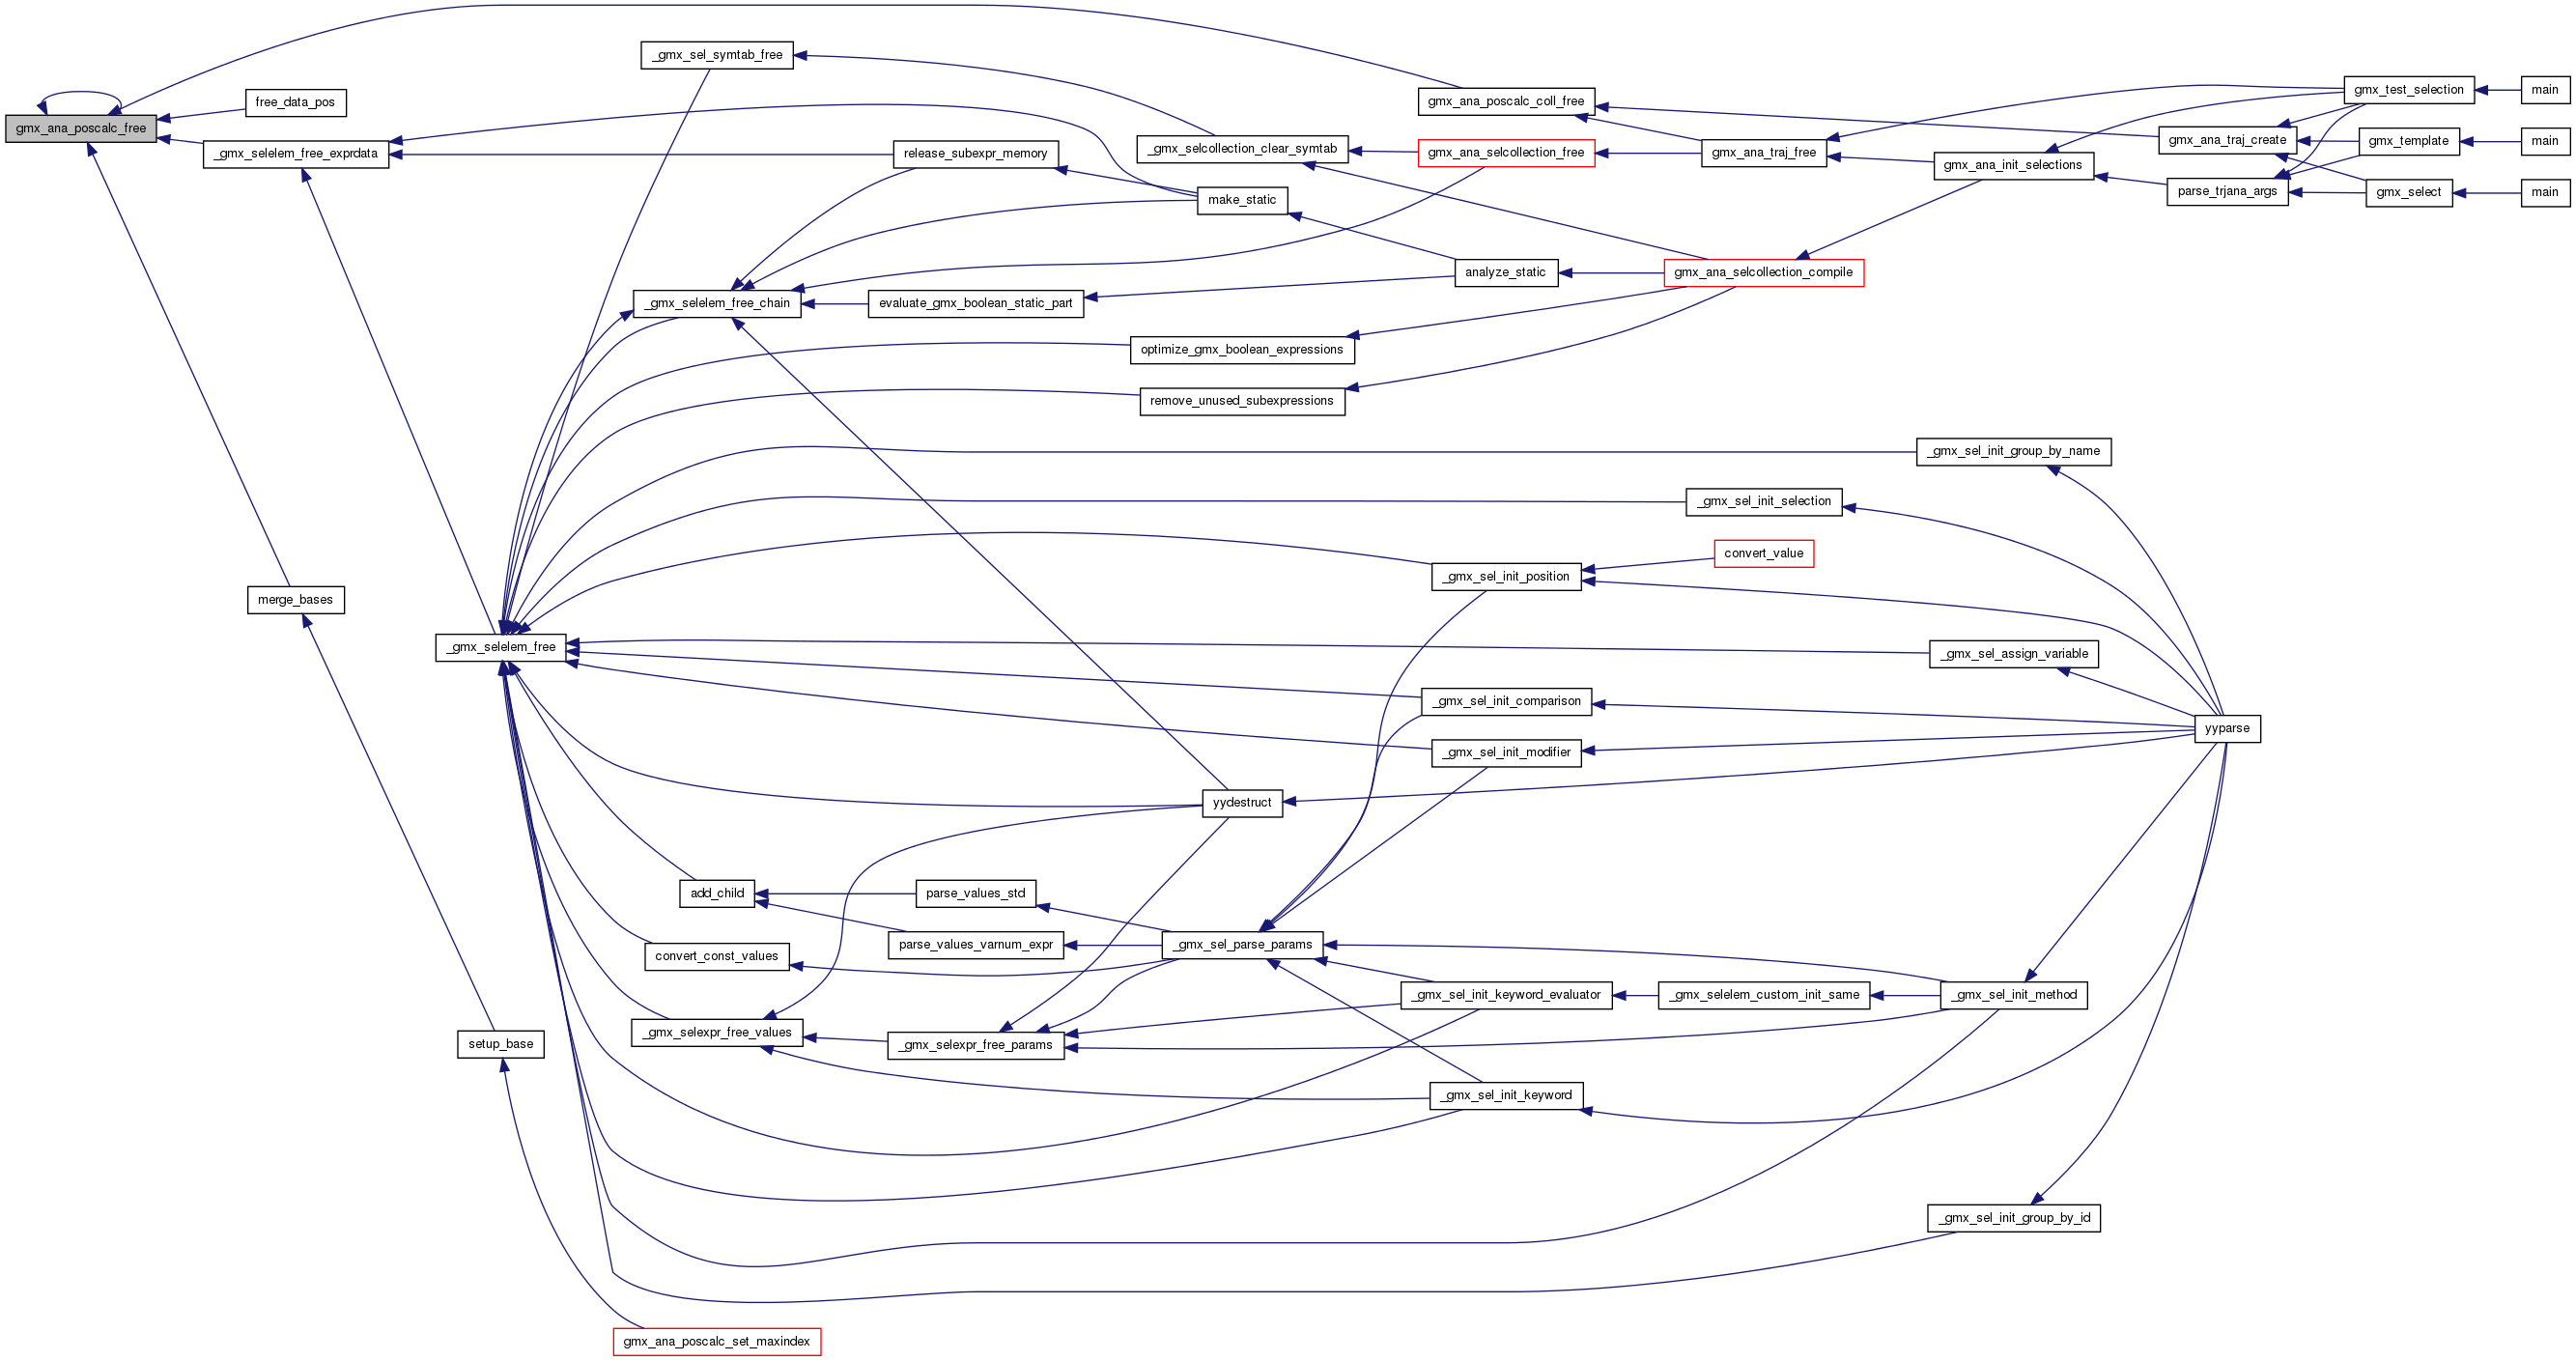 _gmx_sel_symtab_free
gmx_test_selection
main
free_data_pos
gmx_ana_poscalc_coll_free
gmx_ana_poscalc_free
gmx_ana_traj_create
gmx_template
main
_gmx_selelem_free_exprdata
release_subexpr_memory
_gmx_selcollection_clear_symtab
gmx_ana_selcollection_free
gmx_ana_traj_free
gmx_ana_init_selections
make_static
parse_trjana_args
gmx_select
main
analyze_static
gmx_ana_selcollection_compile
_gmx_selelem_free_chain
evaluate_gmx_boolean_static_part
optimize_gmx_boolean_expressions
remove_unused_subexpressions
_gmx_sel_init_group_by_name
_gmx_sel_init_selection
convert_value
_gmx_sel_init_position
merge_bases
_gmx_selelem_free
_gmx_sel_assign_variable
_gmx_sel_init_comparison
yyparse
_gmx_sel_init_modifier
yydestruct
add_child
parse_values_std
parse_values_varnum_expr
_gmx_sel_parse_params
convert_const_values
_gmx_sel_init_keyword_evaluator
_gmx_selelem_custom_init_same
_gmx_sel_init_method
_gmx_selexpr_free_values
setup_base
_gmx_selexpr_free_params
_gmx_sel_init_keyword
_gmx_sel_init_group_by_id
gmx_ana_poscalc_set_maxindex